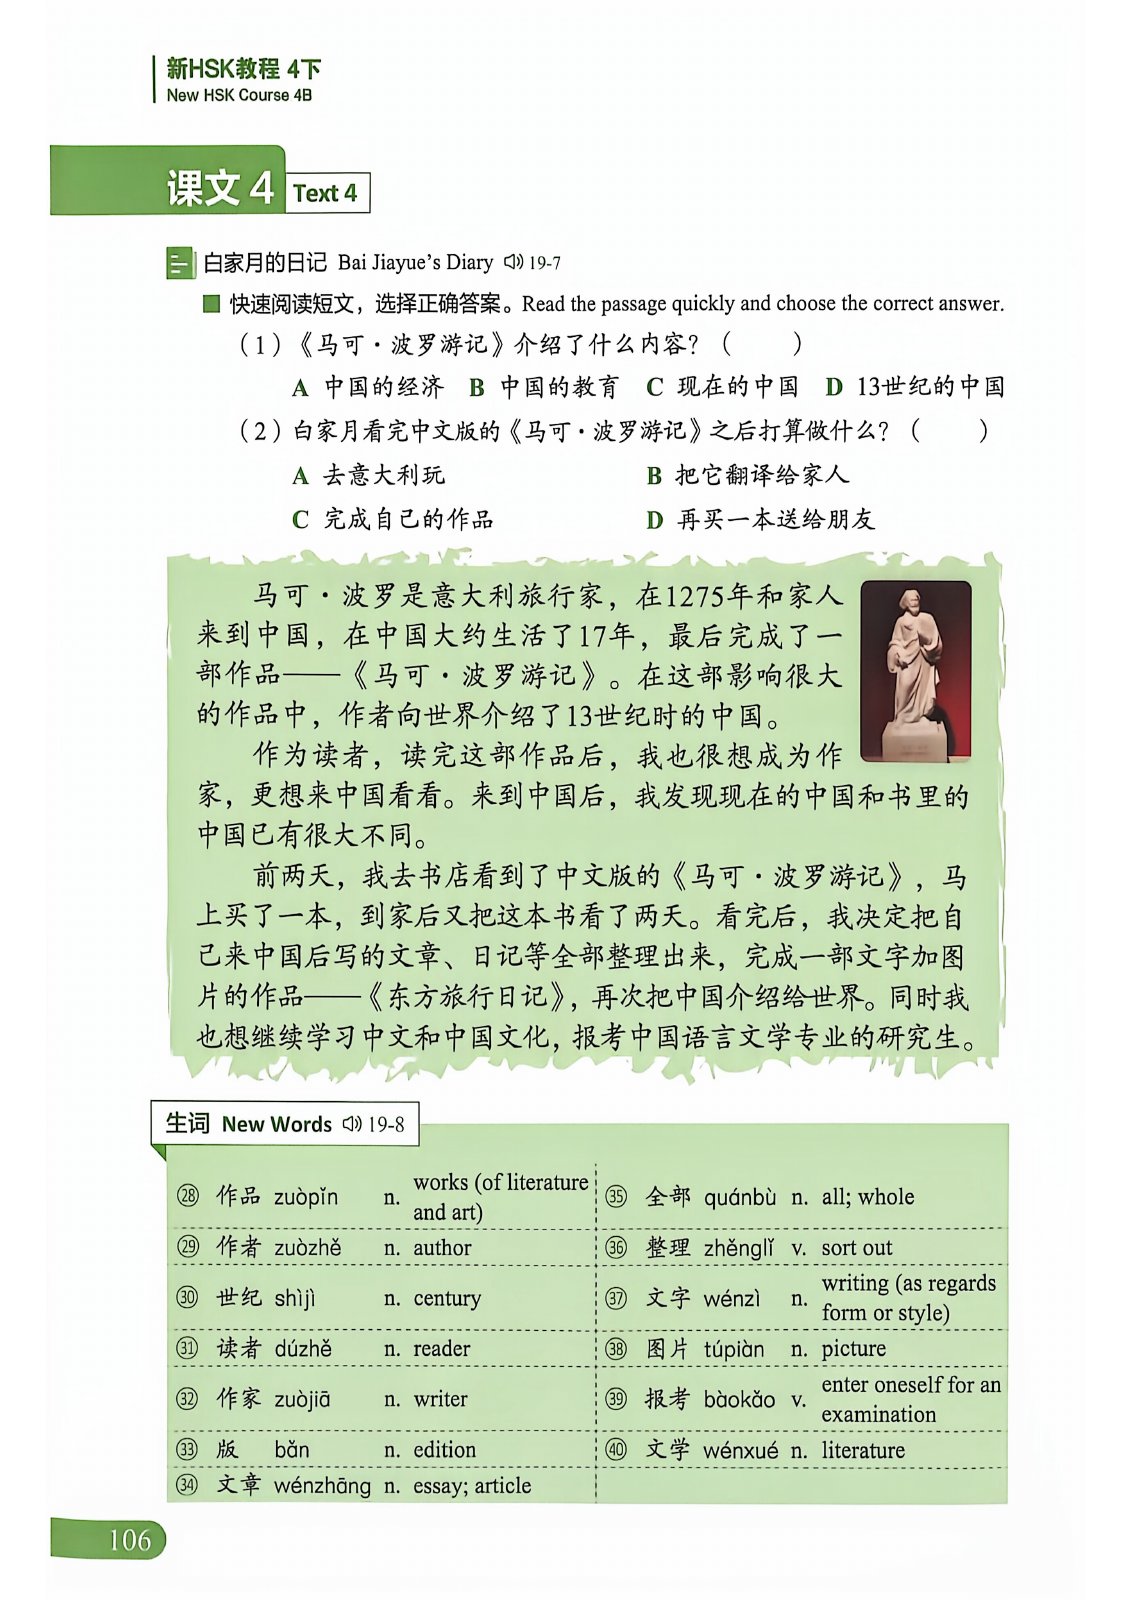 新HSK教程 4下
New HSK Course 4B
课文 4 Text 4
白家月的日记 Bai Jiayue's Diary 19-7
快速阅读短文，选择正确答案。Read the passage quickly and choose the correct answer.
（1）《马可·波罗游记》介绍了什么内容？（ ）
A 中国的经济 B 中国的教育 C 现在的中国 D 13世纪的中国
（2）白家月看完中文版的《马可·波罗游记》之后打算做什么？（ ）
A 去意大利玩 B 把它翻译给家人
C 完成自己的作品 D 再买一本送给朋友
马可·波罗是意大利旅行家，在1275年和家人
来到中国，在中国大约生活了17年，最后完成了一
部作品——《马可·波罗游记》。在这部影响很大
的作品中，作者向世界介绍了13世纪时的中国。
作为读者，读完这部作品后，我也很想成为作
家，更想来中国看看。来到中国后，我发现现在的中国和书里的
中国已有很大不同。
前两天，我去书店看到了中文版的《马可·波罗游记》，马
上买了一本，到家后又把这本书看了两天。看完后，我决定把自
己来中国后写的文章、日记等全部整理出来，完成一部文字加图
片的作品——《东方旅行日记》，再次把中国介绍给世界。同时我
也想继续学习中文和中国文化，报考中国语言文学专业的研究生。
生词 New Words 19-8
㉘ 作品 zuòpǐn n. works (of literature and art)
㉙ 作者 zuòzhě n. author
㉚ 世纪 shìjì n. century
㉛ 读者 dúzhě n. reader
㉜ 作家 zuòjiā n. writer
㉝ 版 bǎn n. edition
㉞ 文章 wénzhāng n. essay; article
㉟ 全部 quánbù n. all; whole
㊱ 整理 zhěnglǐ v. sort out
㊲ 文字 wénzì n. writing (as regards form or style)
㊳ 图片 túpiàn n. picture
㊴ 报考 bàokǎo v. enter oneself for an examination
㊵ 文学 wénxué n. literature
106